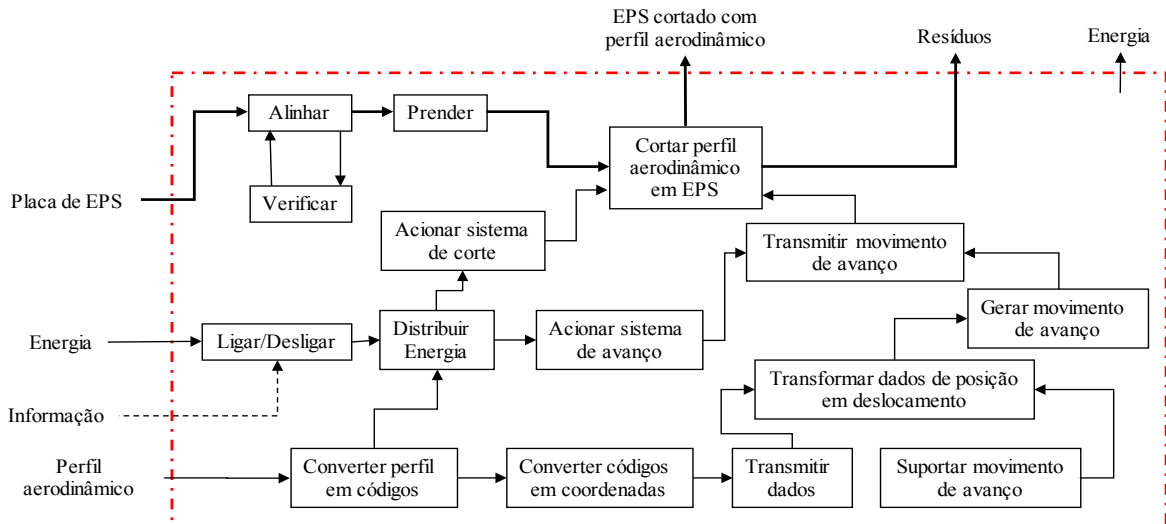 EPS cortado com
perfil aerodinâmico
Resíduos
Energia
Alinhar
Prender
Cortar perfil
aerodinâmico
em EPS
Placa de EPS
Verificar
Acionar sistema
de corte
Transmitir movimento
de avanço
Gerar movimento
de avanço
Energia
Ligar/Desligar
Distribuir
Energia
Acionar sistema
de avanço
Transformar dados de posição
em deslocamento
Informação
Perfil
aerodinâmico
Converter perfil
em códigos
Converter códigos
em coordenadas
Transmitir
dados
Suportar movimento
de avanço